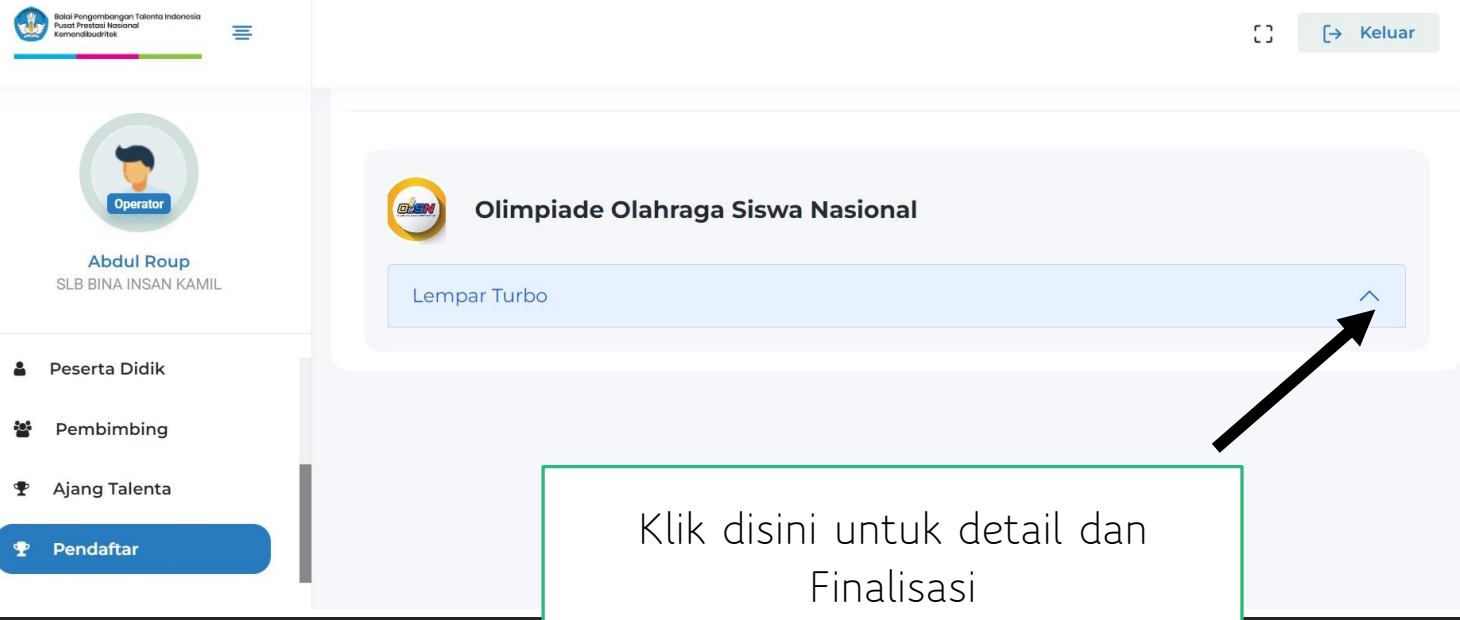 Balai Pengembangan Talenta Indonesia
Pusat Prestasi Nasional
Kemendibudritek
Keluar
Operator
Abdul Roup
SLB BINA INSAN KAMIL
Peserta Didik
Pembimbing
Ajang Talenta
Pendaftar
Olimpiade Olahraga Siswa Nasional
Lempar Turbo
Klik disini untuk detail dan
Finalisasi